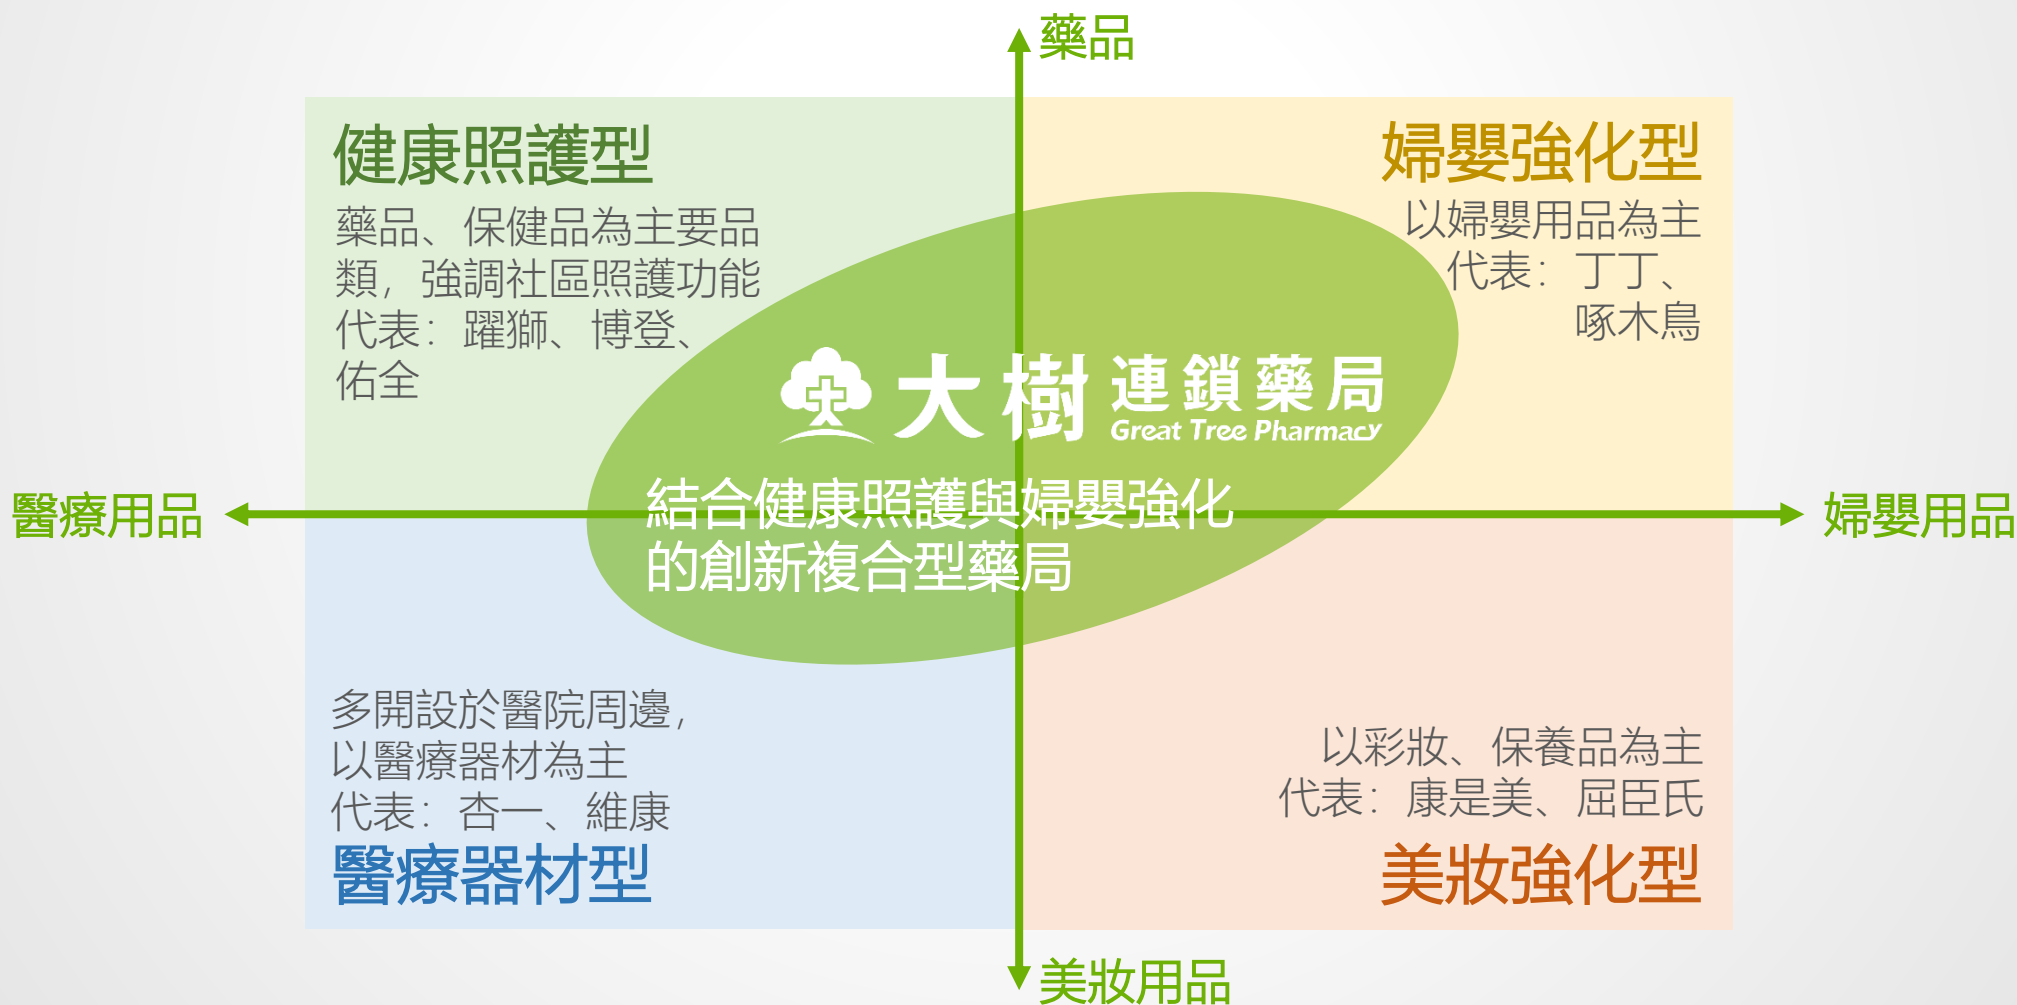 藥品
健康照護型
藥品、保健品為主要品
類，強調社區照護功能
代表：躍獅、博登、
佑全
婦嬰強化型
以婦嬰用品為主
代表：丁丁、
啄木鳥
大樹 連鎖藥局
Great Tree Pharmacy
結合健康照護與婦嬰強化
的創新複合型藥局
醫療用品
婦嬰用品
多開設於醫院周邊，
以醫療器材為主
代表：杏一、維康
醫療器材型
以彩妝、保養品為主
代表：康是美、屈臣氏
美妝強化型
美妝用品